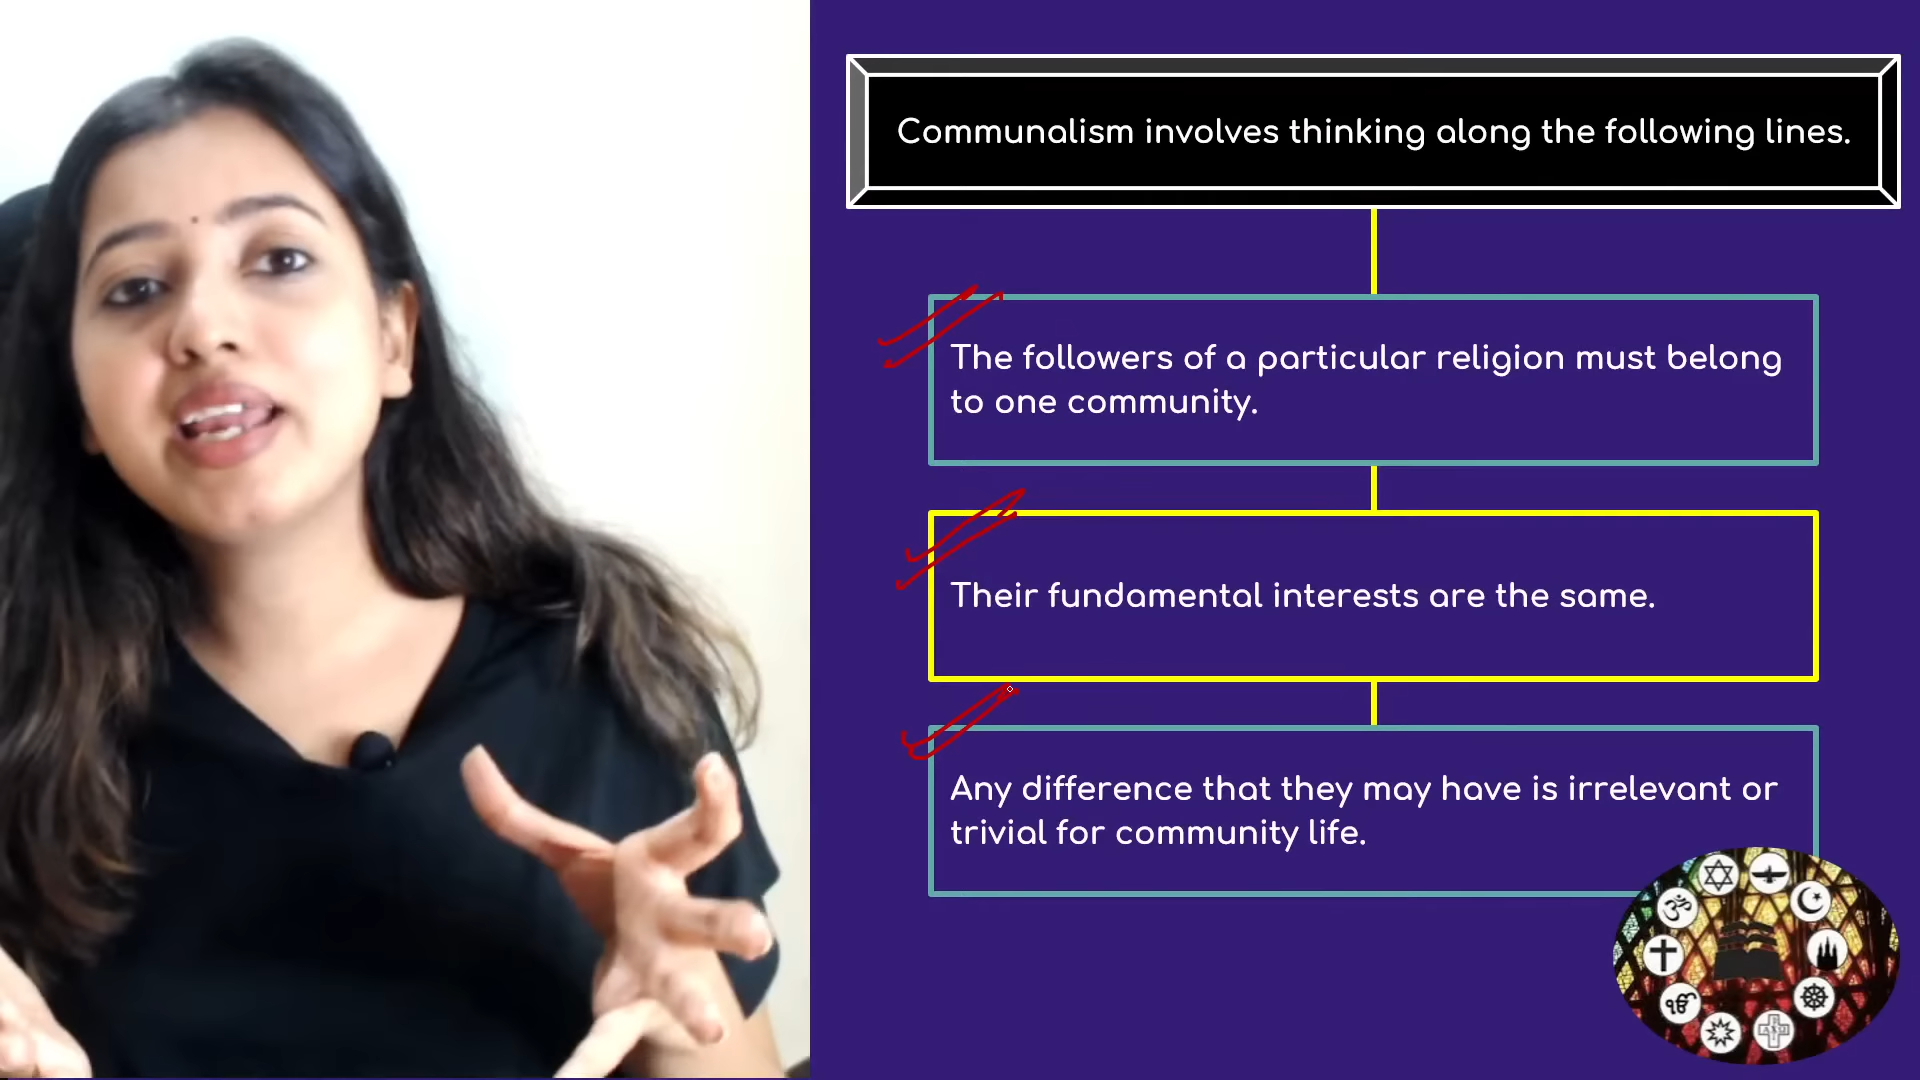 Communalism involves thinking along the following lines.
The followers of a particular religion must belong
to one community.
Their fundamental interests are the same.
Any difference that they may have is irrelevant or
trivial for community life.